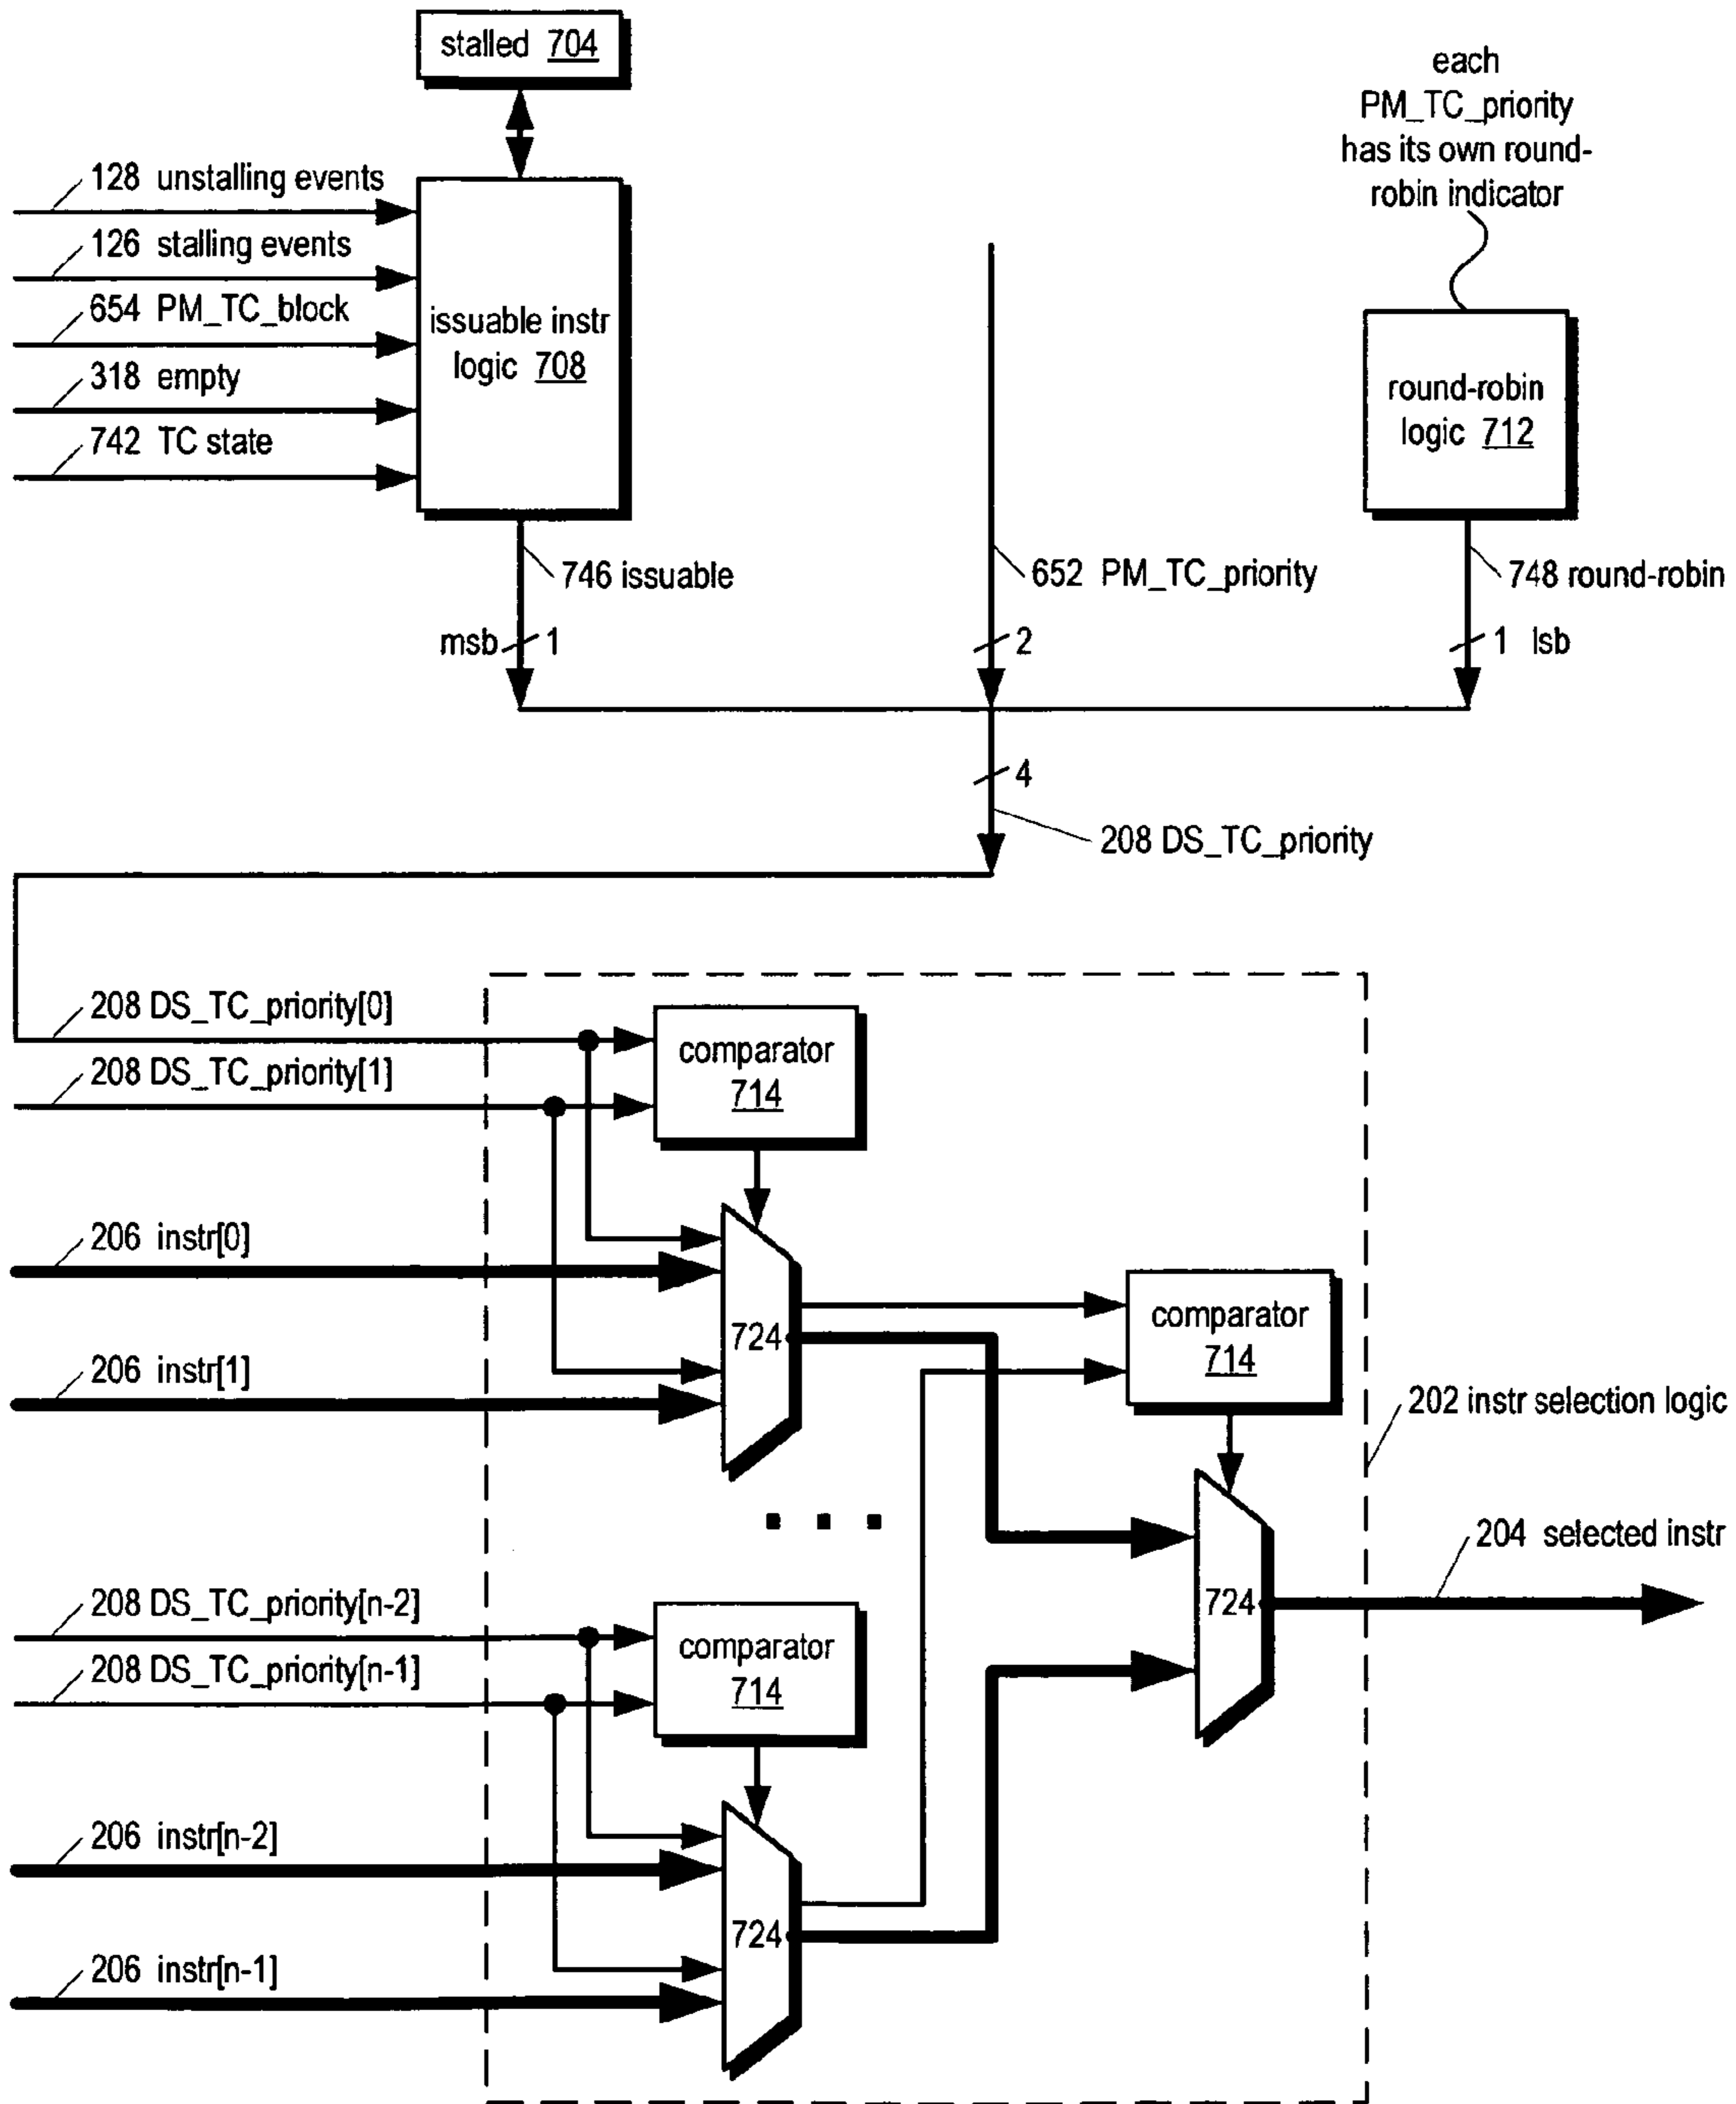 stalled 704
each
PM_TC_priority
has its own round-
robin indicator
128 unstalling events
126 stalling events
654 PM_TC_block
318 empty
742 TC state
issuable instr
logic 708
round-robin
logic 712
746 issuable
652 PM_TC_priority
748 round-robin
msb 1
2
1 lsb
4
208 DS_TC_priority
208 DS_TC_priority[0]
208 DS_TC_priority[1]
comparator
714
206 instr[0]
206 instr[1]
724
comparator
714
202 instr selection logic
724
204 selected instr
208 DS_TC_priority[n-2]
208 DS_TC_priority[n-1]
comparator
714
206 instr[n-2]
206 instr[n-1]
724